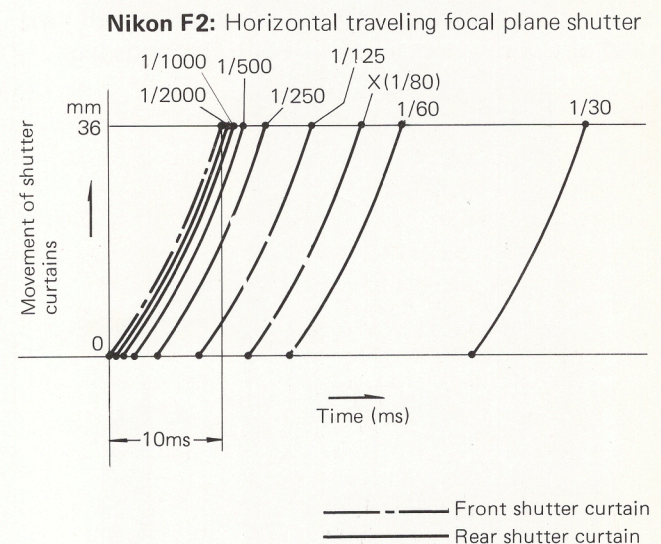 Nikon F2: Horizontal traveling focal plane shutter
1/1000 1/500 1/125
1/2000 1/250 X(1/80)
1/60 1/30
mm
36
Movement of shutter
curtains
0
Time (ms)
10ms
Front shutter curtain
Rear shutter curtain